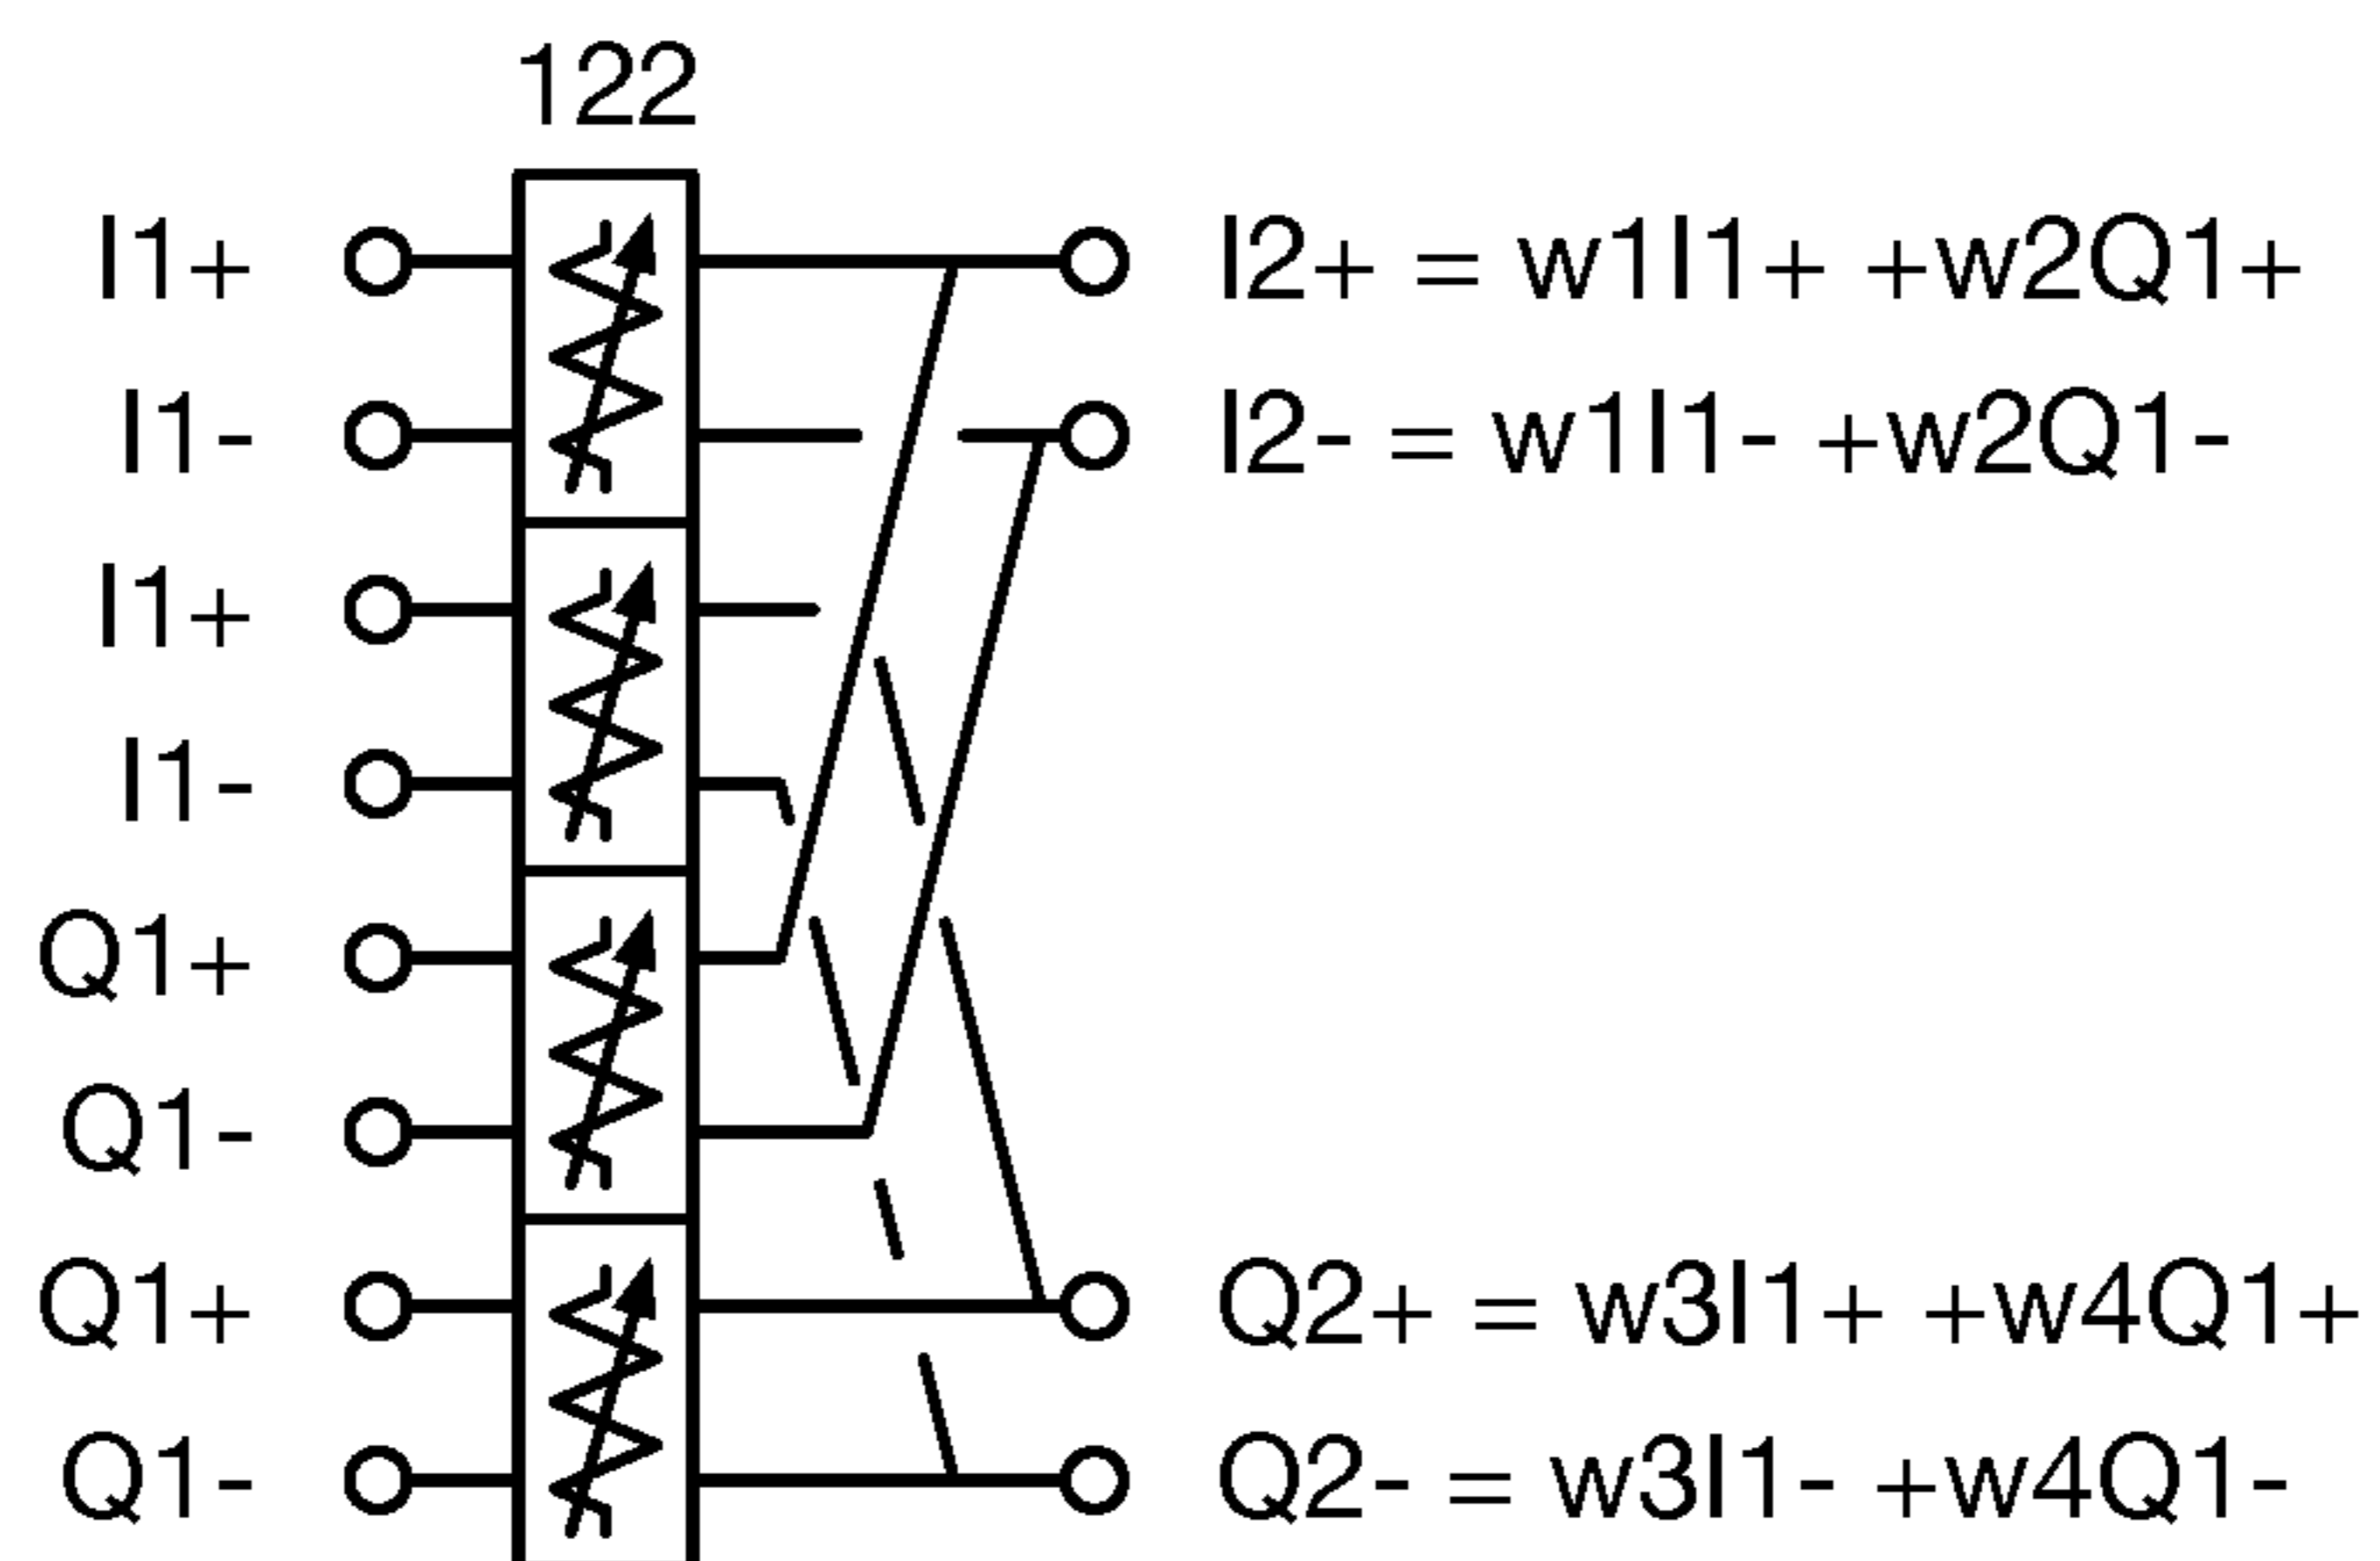 122
I1+ I2+ = w1I1+ +w2Q1+
I1- I2- = w1I1- +w2Q1-
I1+
I1-
Q1+
Q1-
Q1+ Q2+ = w3I1+ +w4Q1+
Q1- Q2- = w3I1- +w4Q1-